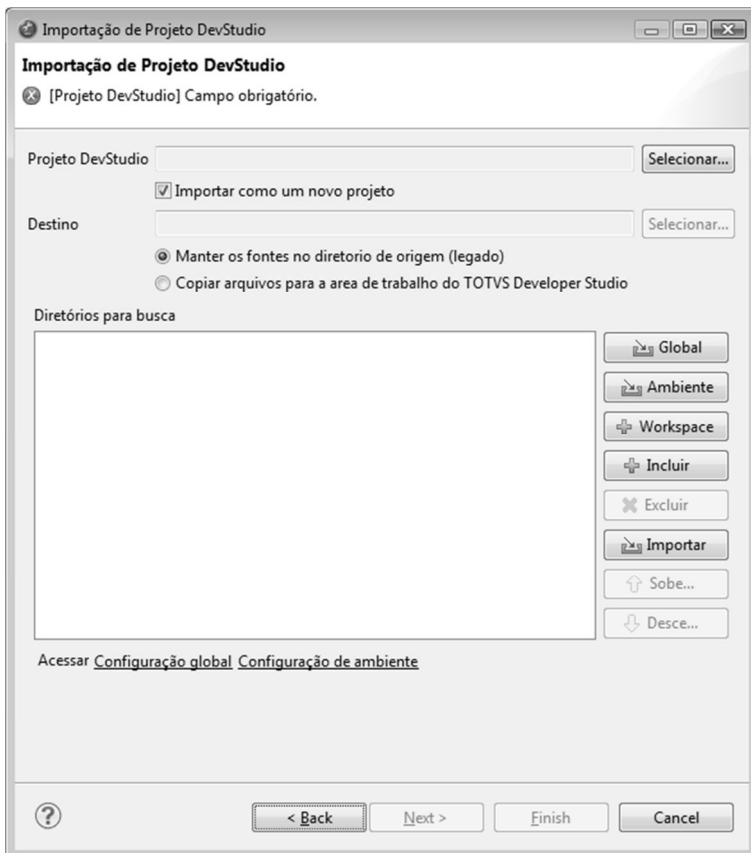 Importação de Projeto DevStudio
Importação de Projeto DevStudio
[Projeto DevStudio] Campo obrigatório.
Projeto DevStudio
Selecionar...
Importar como um novo projeto
Destino
Selecionar...
Manter os fontes no diretorio de origem (legado)
Copiar arquivos para a area de trabalho do TOTVS Developer Studio
Diretórios para busca
Global
Ambiente
Workspace
Incluir
Excluir
Importar
Sobe...
Desce...
Acessar Configuração global Configuração de ambiente
?
< Back
Next >
Finish
Cancel